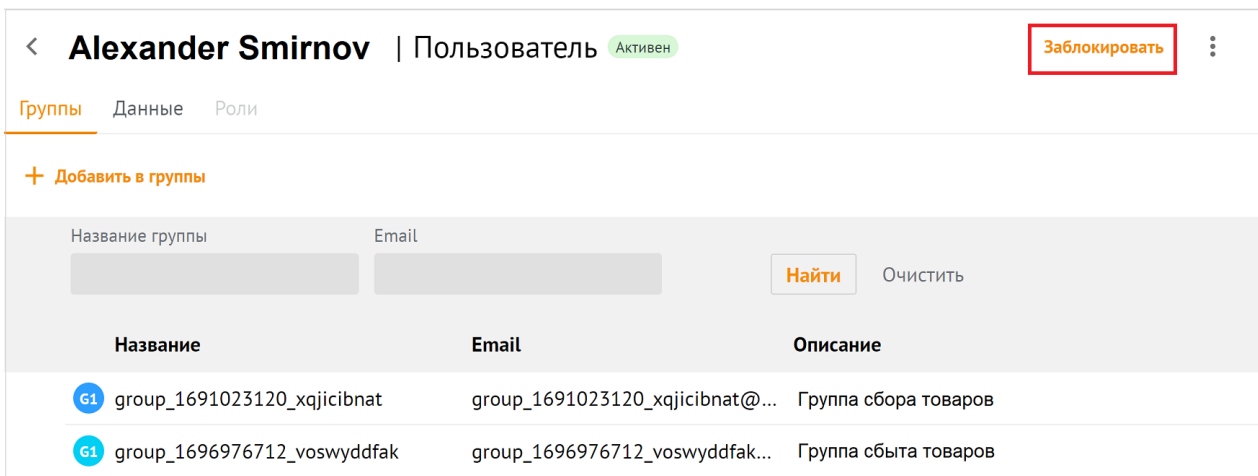 Alexander Smirnov | Пользователь Активен Заблокировать
Группы Данные Роли
+ Добавить в группы
Название группы Email
Найти Очистить
Название Email Описание
G1 group_1691023120_xqjicibnat group_1691023120_xqjicibnat@... Группа сбора товаров
G1 group_1696976712_voswyddfak group_1696976712_voswyddfak... Группа сбыта товаров